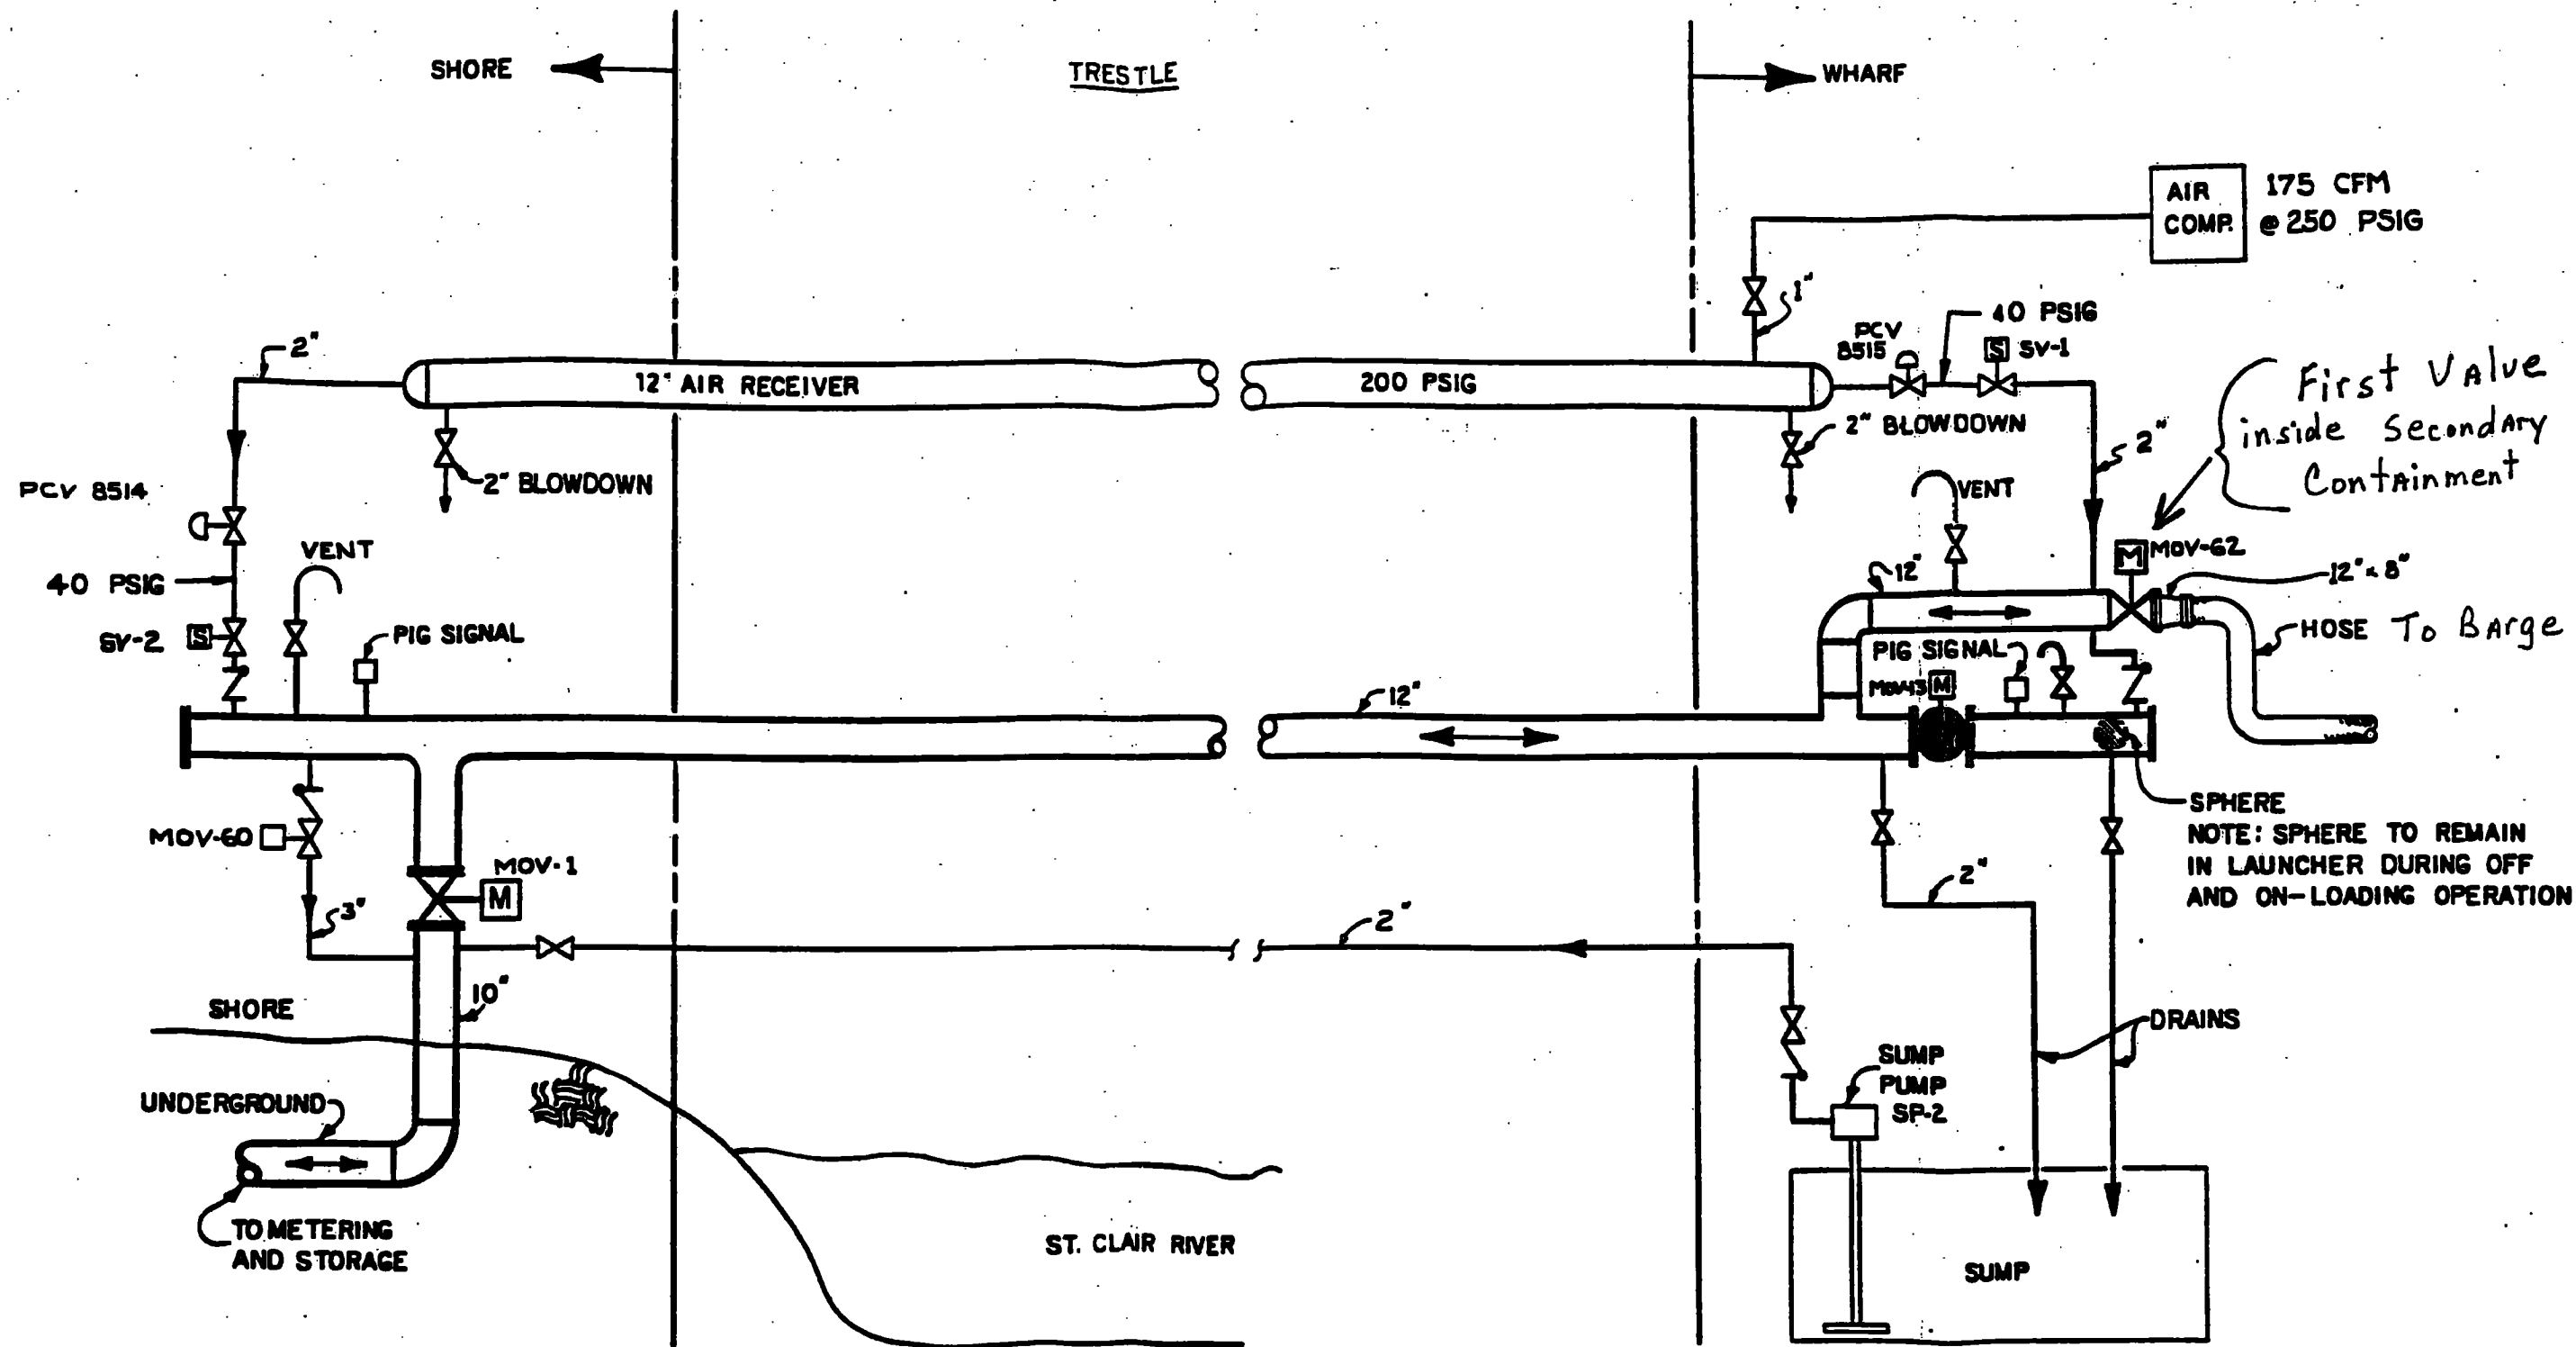 SHORE
TRESTLE
WHARF
AIR
COMP.
175 CFM
@ 250 PSIG
1"
40 PSIG
PCV
8515
S
SV-1
2"
12" AIR RECEIVER
200 PSIG
First VAlue
inside SecondAry
ContAinment
2" BLOWDOWN
2"
2" BLOWDOWN
PCV 8514
VENT
VENT
M
MOV-62
12"
12" x 8"
40 PSIG
SV-2
S
PIG SIGNAL
HOSE To BArge
PIG SIGNAL
MOV-13
M
12"
SPHERE
NOTE: SPHERE TO REMAIN
IN LAUNCHER DURING OFF
AND ON-LOADING OPERATION
MOV-60
MOV-1
M
2"
3"
2"
10"
SHORE
DRAINS
SUMP
PUMP
SP-2
UNDERGROUND
TO METERING
AND STORAGE
ST. CLAIR RIVER
SUMP